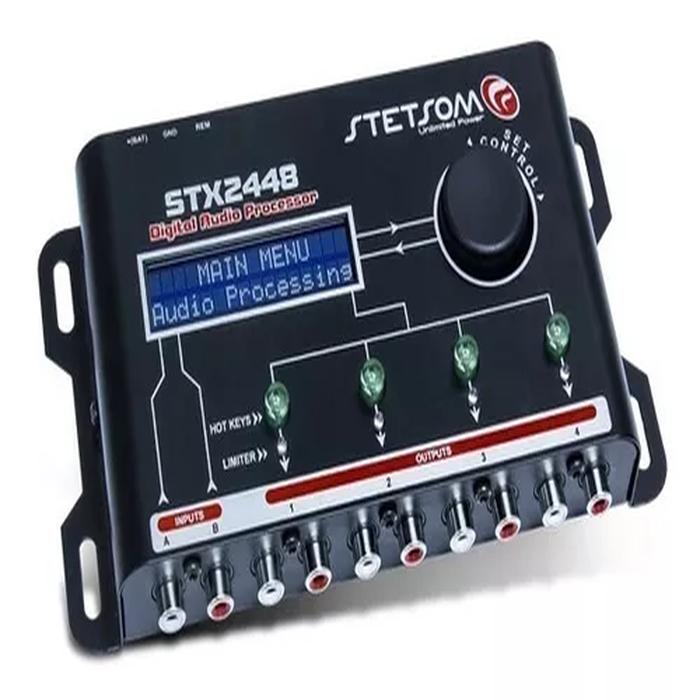 +(BAT) GND REM
STETSOM
Unlimited Power
SET
CONTROL
STX2448
Digital Audio Processor
MAIN MENU
Audio Processing
HOT KEYS
LIMITER
OUTPUTS
1 2 3 4
INPUTS
A B